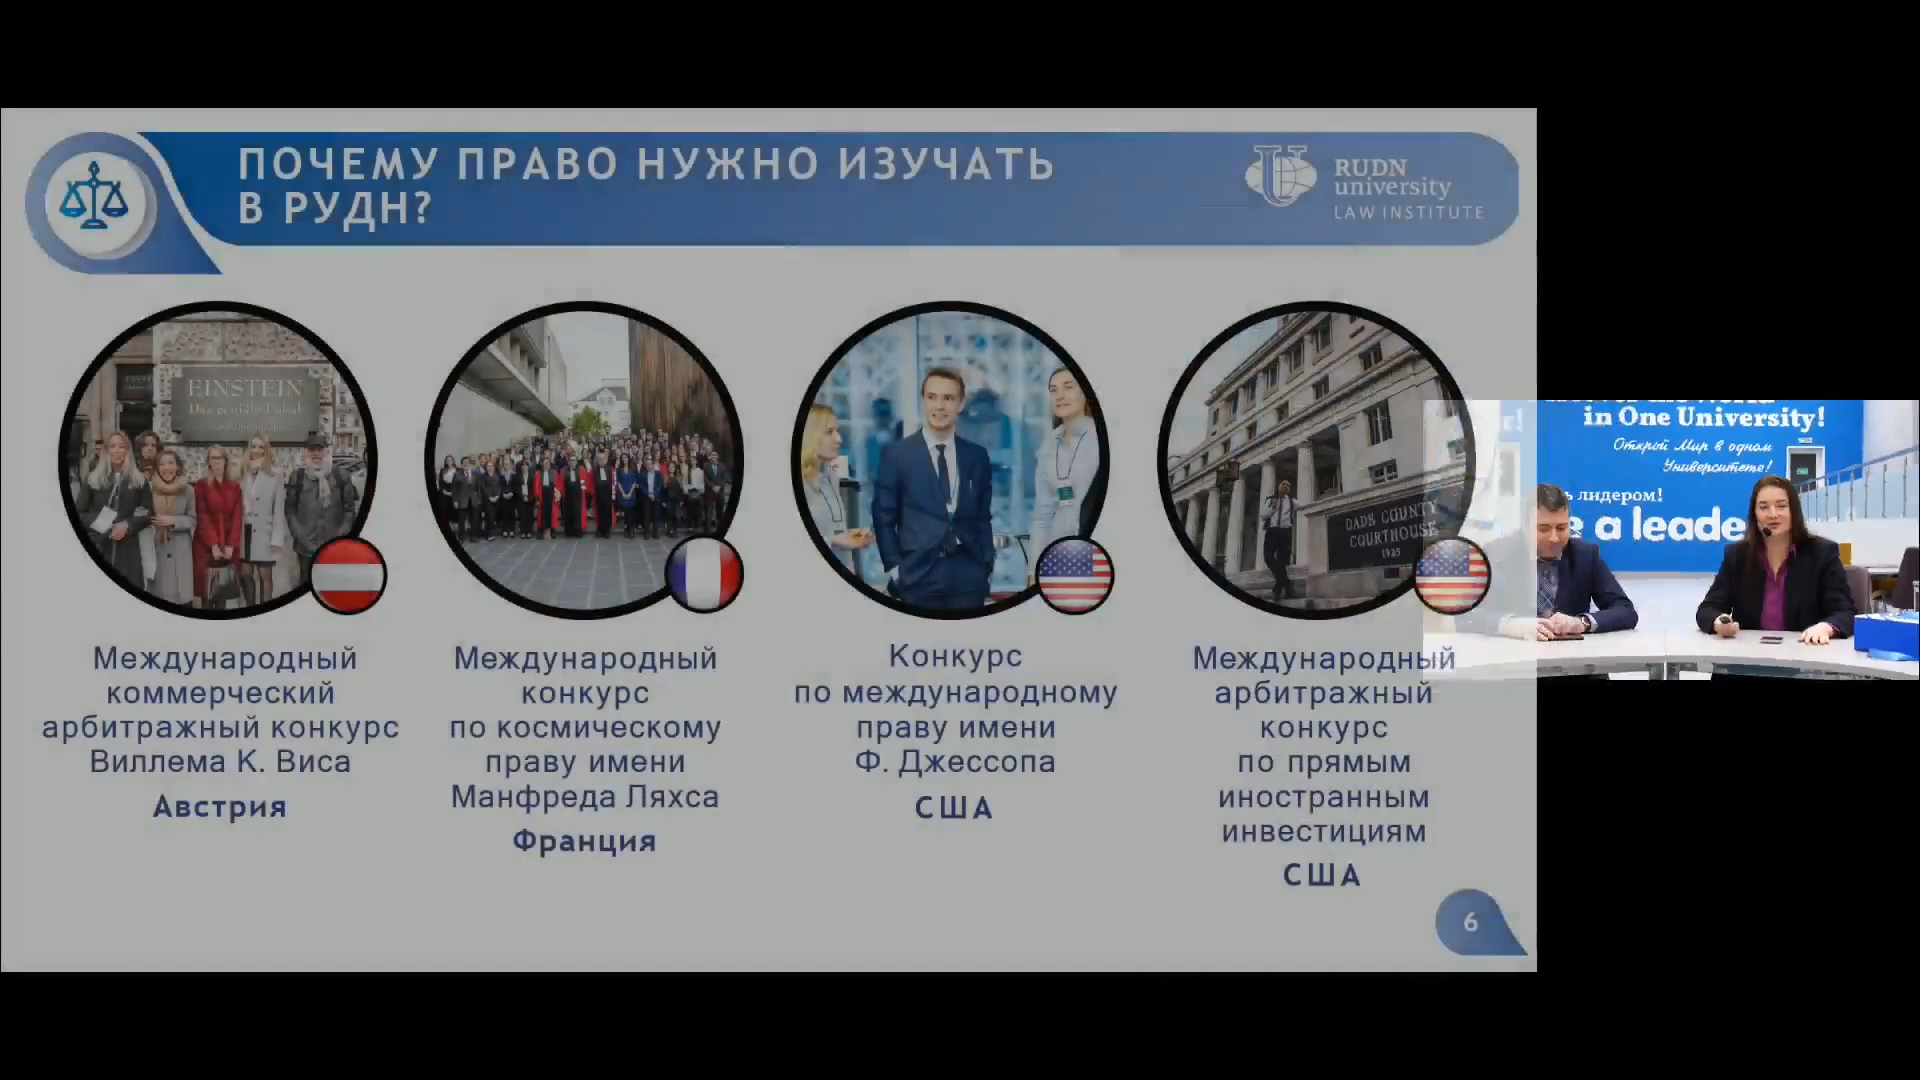 ПОЧЕМУ ПРАВО НУЖНО ИЗУЧАТЬ
В РУДН?
RUDN
university
LAW INSTITUTE
EINSTEIN
DADE COUNTY
COURTHOUSE
1925
Международный
коммерческий
арбитражный конкурс
Виллема К. Виса
Австрия
Международный
конкурс
по космическому
праву имени
Манфреда Ляхса
Франция
Конкурс
по международному
праву имени
Ф. Джессопа
США
Международный
арбитражный
конкурс
по прямым
иностранным
инвестициям
США
6
in One University!
Открой Мир в одном
Университете!
ь лидером!
e a leade